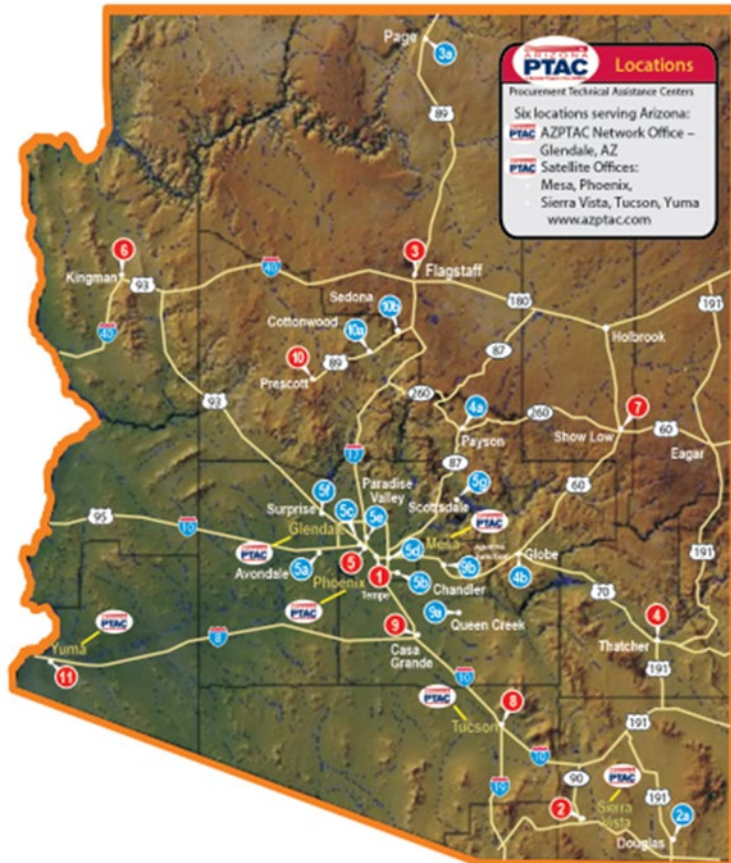 Page
3a
89
ARIZONA
PTAC
Locations
Procurement Technical Assistance Centers
Six locations serving Arizona:
PTAC AZPTAC Network Office –
Glendale, AZ
PTAC Satellite Offices:
Mesa, Phoenix,
Sierra Vista, Tucson, Yuma
www.azptac.com
6
Kingman
93
40
40
3
Flagstaff
180
191
Sedona
10b
Cottonwood
10a
Holbrook
10
89
Prescott
87
93
260
4a
260
7
Payson
Show Low
60
Eagar
17
87
60
Paradise
Valley
5g
Scottsdale
5f
Surprise
5c
5e
95
10
Glendale
PTAC
Mesa
PTAC
191
5d
Globe
Avondale
5a
5
1
Tempe
5b
9b
4b
Chandler
Phoenix
PTAC
70
9a
Queen Creek
4
Thatcher
Yuma
PTAC
8
9
Casa
Grande
11
10
191
PTAC
Tucson
8
10
191
19
90
PTAC
Sierra
Vista
191
2
2a
Douglas